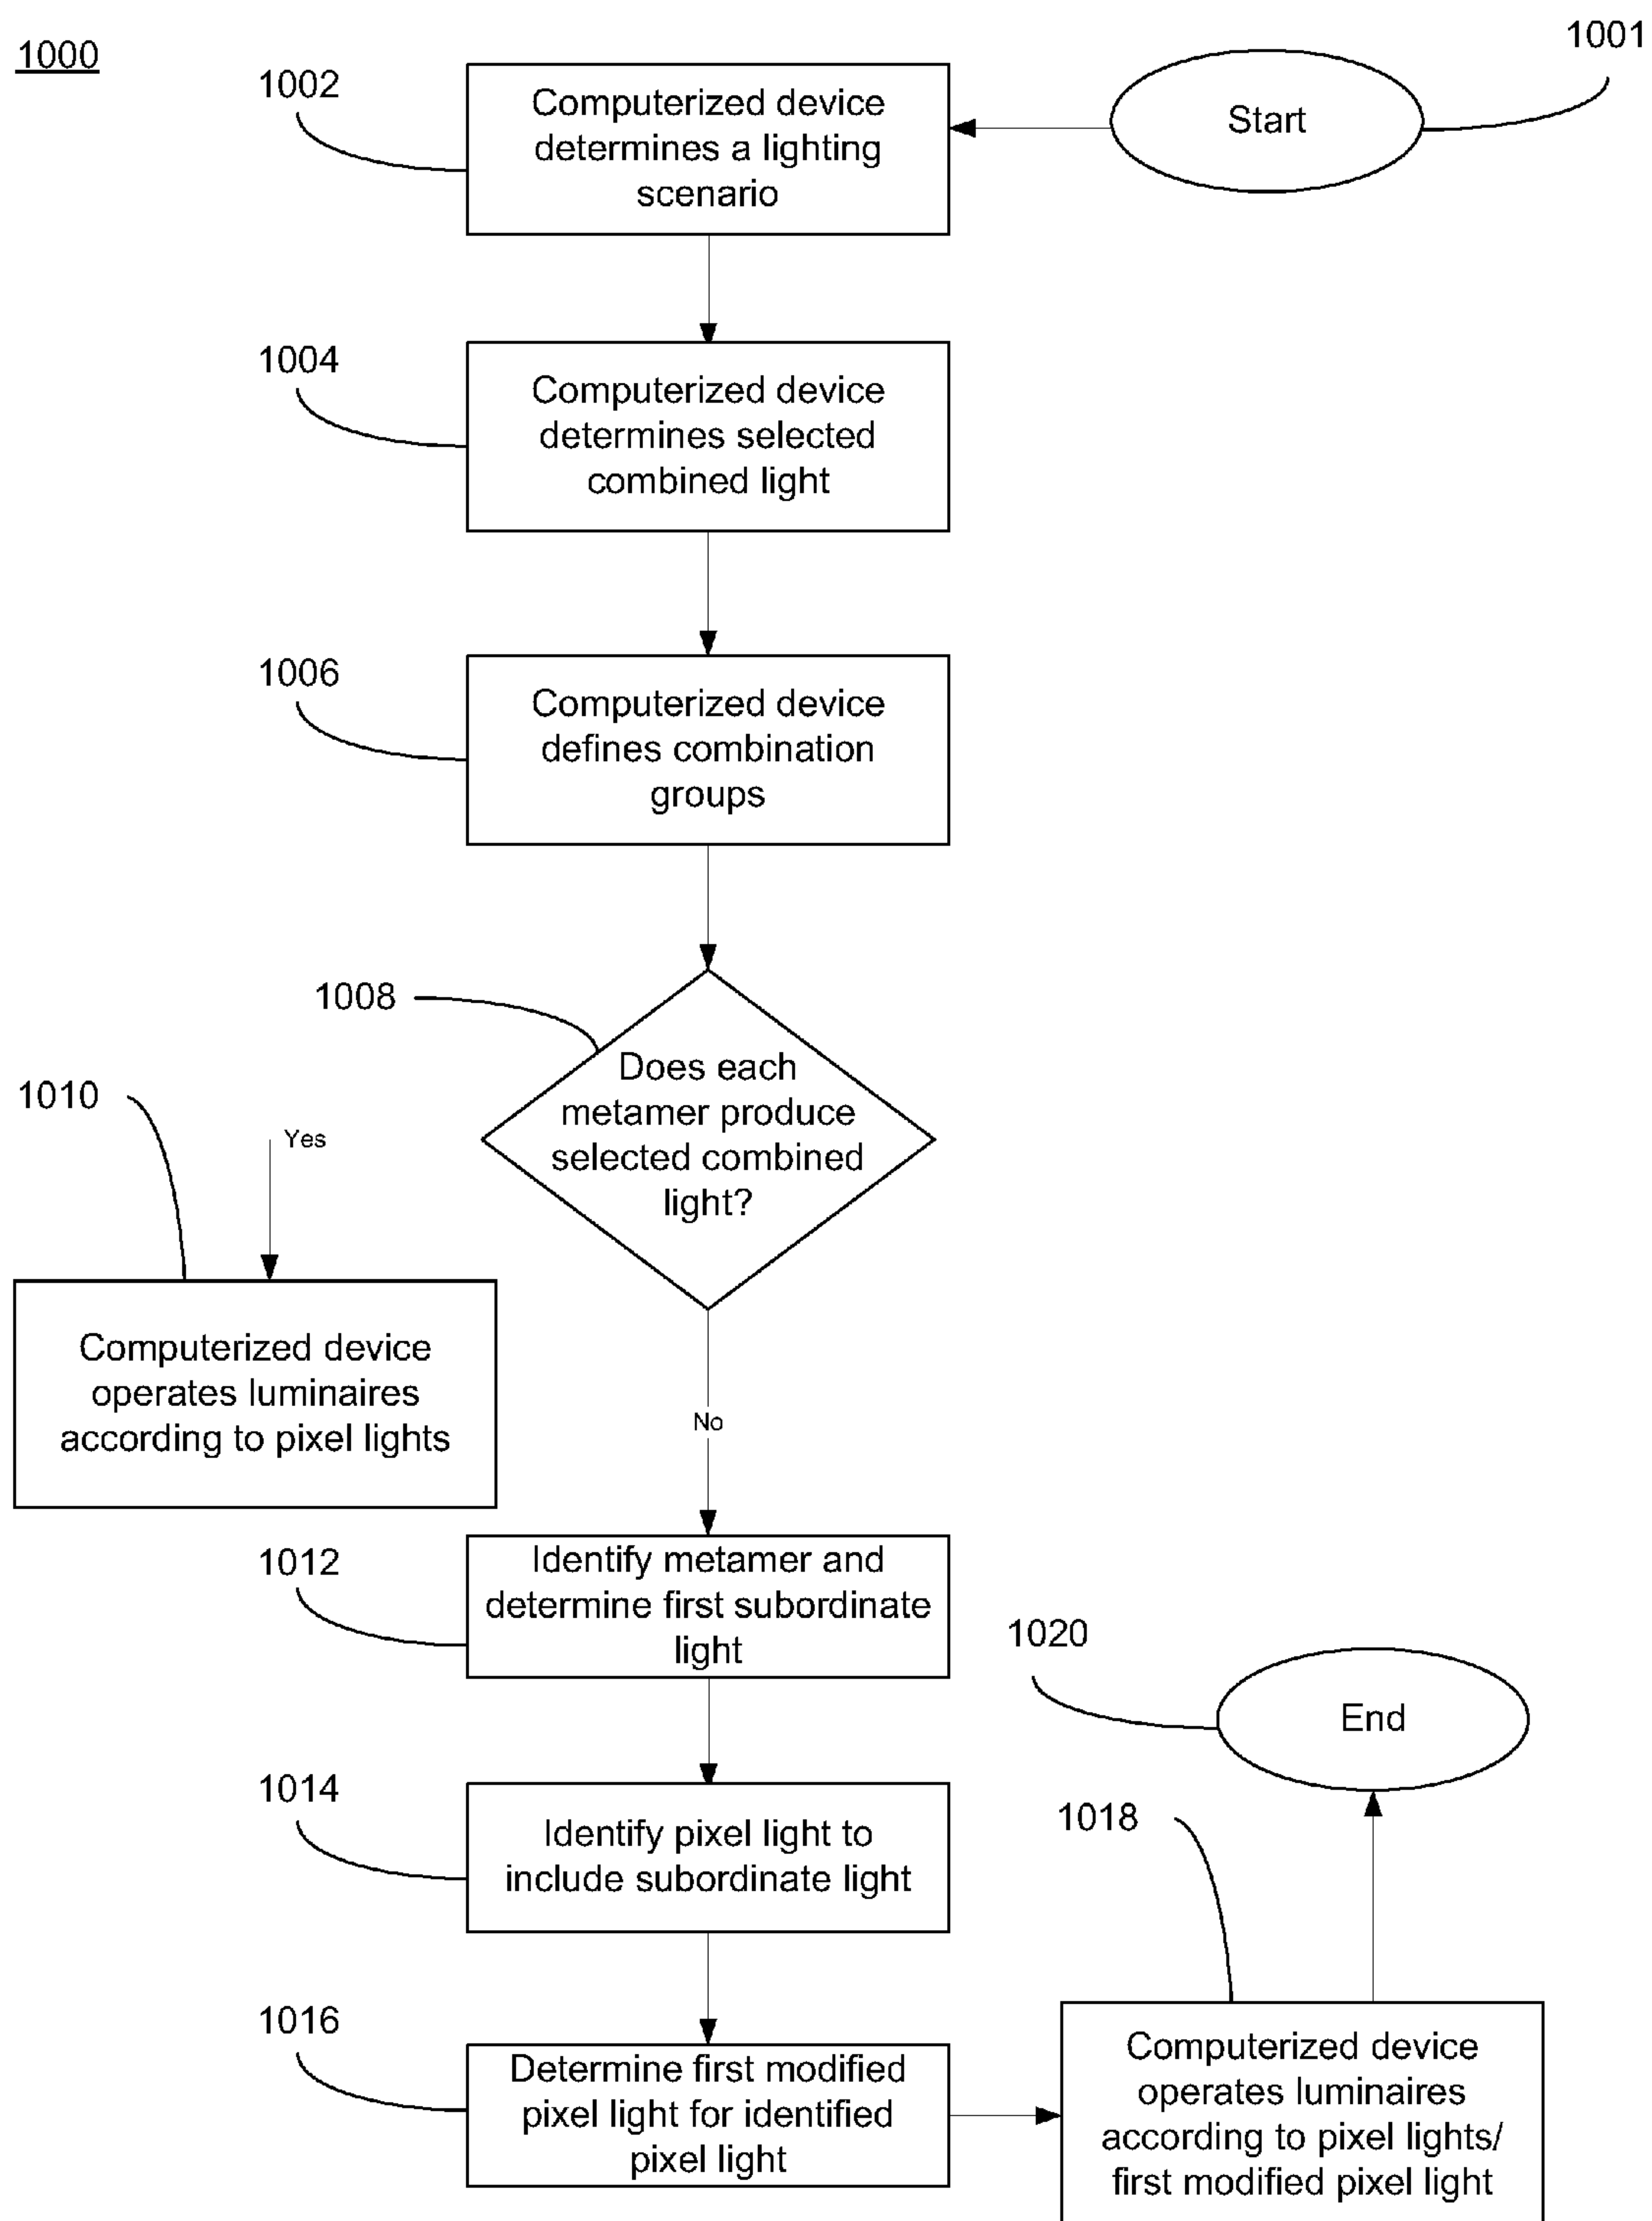 1000
1001
1002
Start
Computerized device
determines a lighting
scenario
1004
Computerized device
determines selected
combined light
1006
Computerized device
defines combination
groups
1008
Does each
metamer produce
selected combined
light?
1010
Yes
Computerized device
operates luminaires
according to pixel lights
No
1012
Identify metamer and
determine first subordinate
light
1014
Identify pixel light to
include subordinate light
1016
Determine first modified
pixel light for identified
pixel light
1018
Computerized device
operates luminaires
according to pixel lights/
first modified pixel light
1020
End